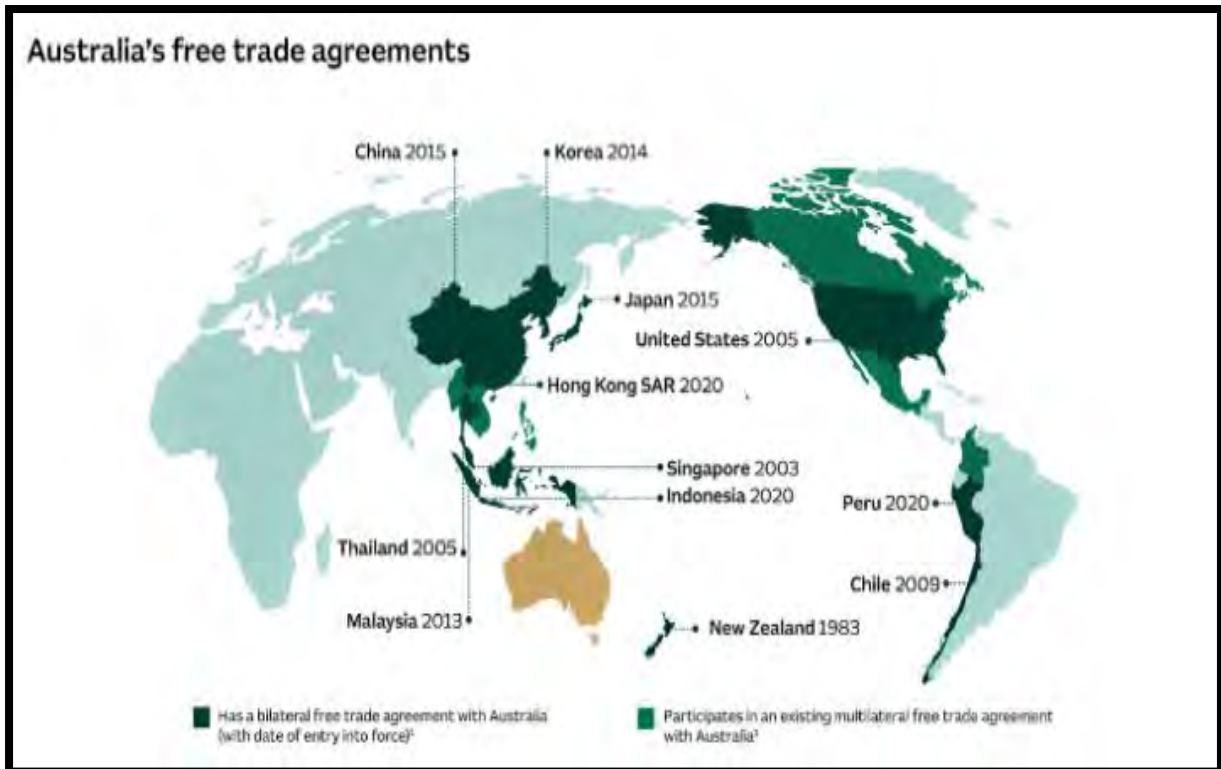 Australia's free trade agreements
China 2015
Korea 2014
Japan 2015
United States 2005
Hong Kong SAR 2020
Singapore 2003
Indonesia 2020
Peru 2020
Thailand 2005
Chile 2009
Malaysia 2013
New Zealand 1983
Has a bilateral free trade agreement with Australia
(with date of entry into force)
Participates in an existing multilateral free trade agreement
with Australia